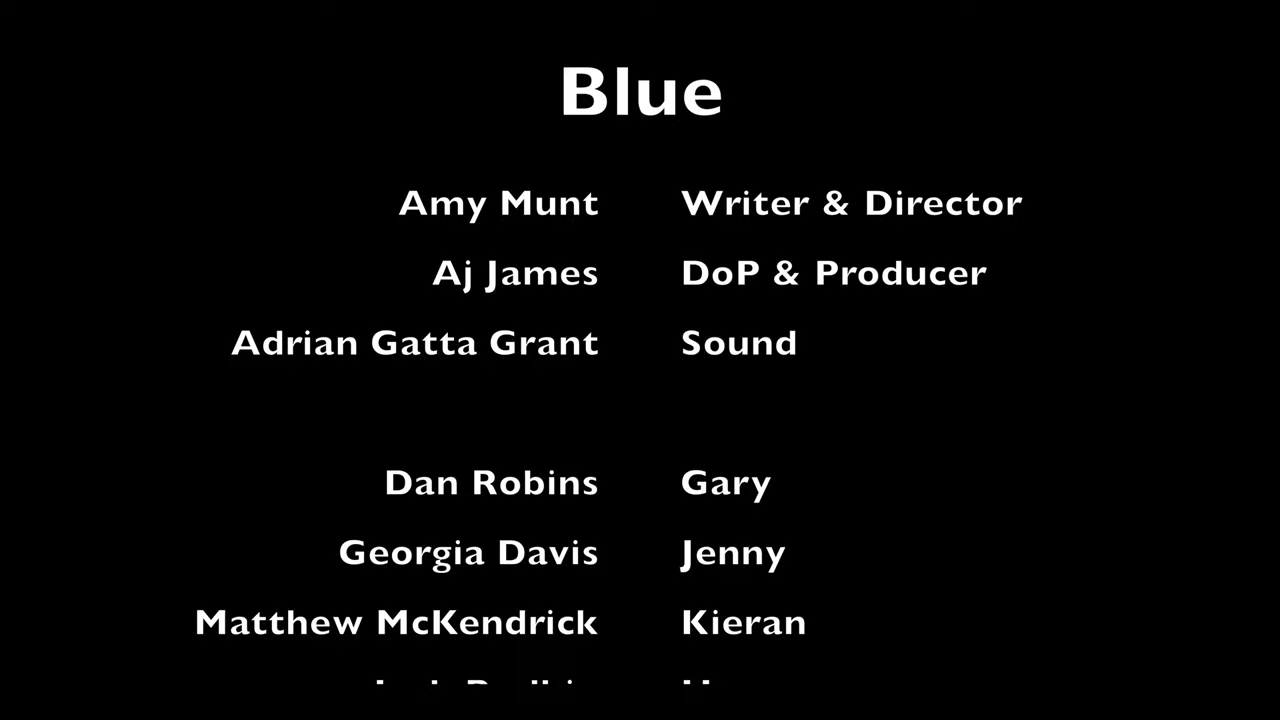 Blue
Amy Munt Writer & Director
Aj James DoP & Producer
Adrian Gatta Grant Sound
Dan Robins Gary
Georgia Davis Jenny
Matthew McKendrick Kieran